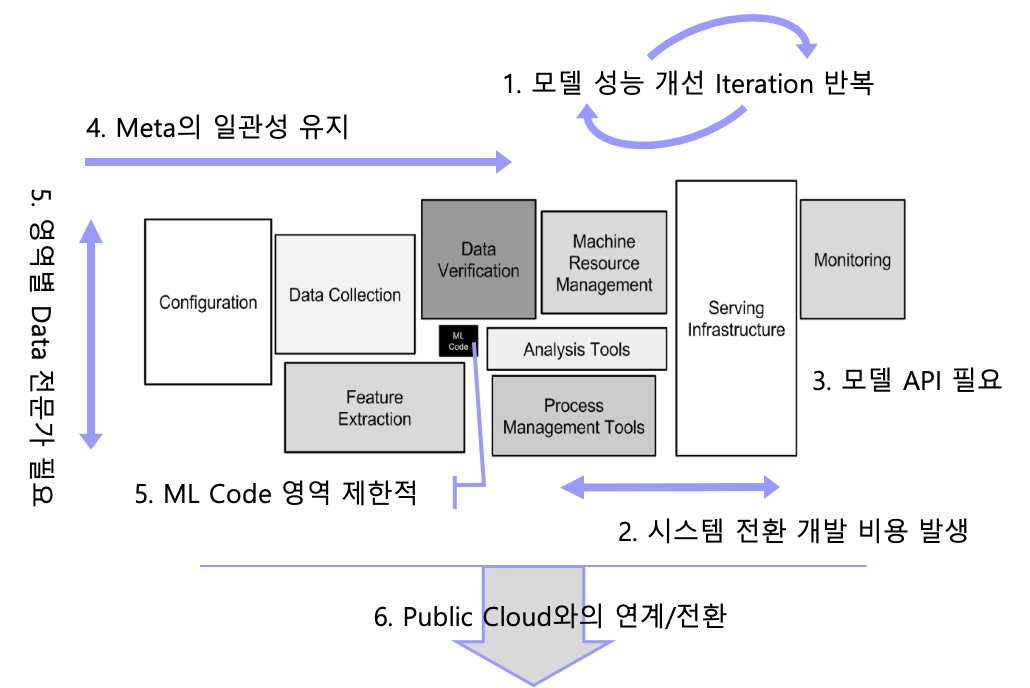 1. 모델 성능 개선 Iteration 반복
4. Meta의 일관성 유지
5. 영역별 Data 전문가 필요
Configuration
Data Collection
Data
Verification
Machine
Resource
Management
Serving
Infrastructure
Monitoring
ML
Code
Analysis Tools
Feature
Extraction
Process
Management Tools
3. 모델 API 필요
5. ML Code 영역 제한적
2. 시스템 전환 개발 비용 발생
6. Public Cloud와의 연계/전환